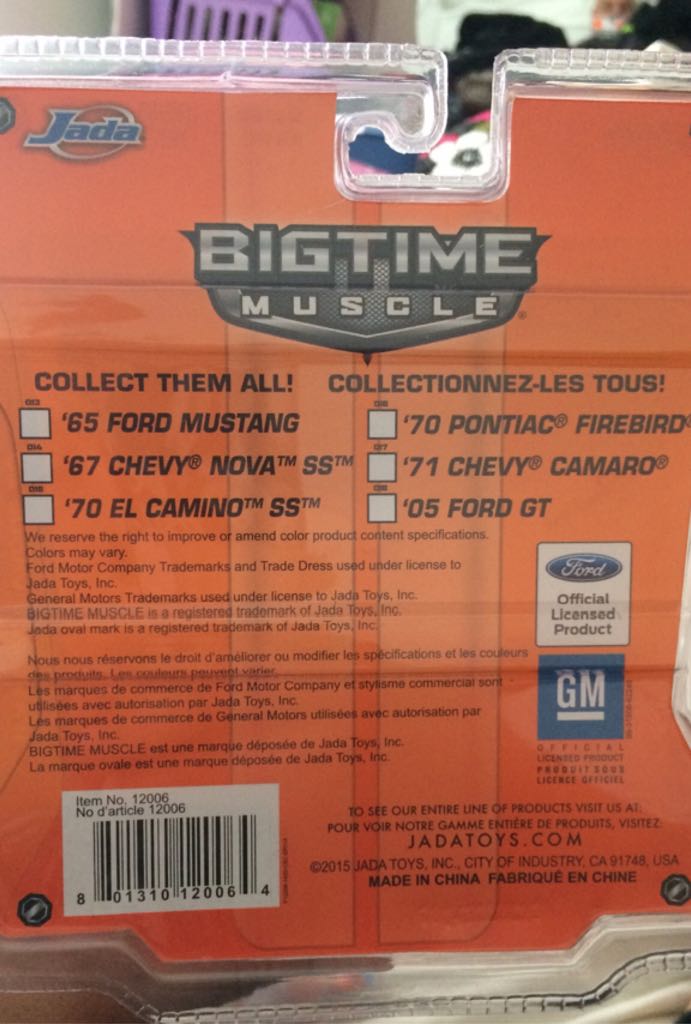 Jada
BIGTIME
MUSCLE®
COLLECT THEM ALL!
COLLECTIONNEZ-LES TOUS!
013
'65 FORD MUSTANG
014
'67 CHEVY® NOVA™ SS™
015
'70 EL CAMINO™ SS™
016
'70 PONTIAC® FIREBIRD®
017
'71 CHEVY® CAMARO®
018
'05 FORD GT
We reserve the right to improve or amend color product content specifications.
Colors may vary.
Ford Motor Company Trademarks and Trade Dress used under license to
Jada Toys, Inc.
General Motors Trademarks used under license to Jada Toys, Inc.
BIGTIME MUSCLE is a registered trademark of Jada Toys, Inc.
Jada oval mark is a registered trademark of Jada Toys, Inc.
Nous nous réservons le droit d'améliorer ou modifier les spécifications et les couleurs
des produits. Les couleurs peuvent varier.
Les marques de commerce de Ford Motor Company et stylisme commercial sont
utilisées avec autorisation par Jada Toys, Inc.
Les marques de commerce de General Motors utilisées avec autorisation par
Jada Toys, Inc.
BIGTIME MUSCLE est une marque déposée de Jada Toys, Inc.
La marque ovale est une marque déposée de Jada Toys, Inc.
Ford
Official
Licensed
Product
GM
OFFICIAL
LICENSED PRODUCT
PRODUIT SOUS
LICENCE OFFICIEL
Item No. 12006
No d'article 12006
8 01310 12006 4
TO SEE OUR ENTIRE LINE OF PRODUCTS VISIT US AT:
POUR VOIR NOTRE GAMME ENTIÈRE DE PRODUITS, VISITEZ:
JADATOYS.COM
©2015 JADA TOYS, INC., CITY OF INDUSTRY, CA 91748, USA
MADE IN CHINA FABRIQUÉ EN CHINE